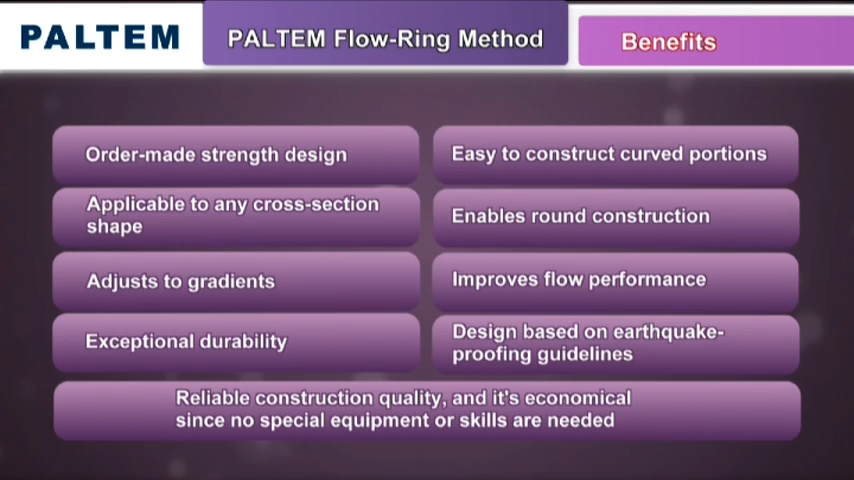 PALTEM
PALTEM Flow-Ring Method
Benefits
Order-made strength design
Easy to construct curved portions
Applicable to any cross-section
shape
Enables round construction
Adjusts to gradients
Improves flow performance
Exceptional durability
Design based on earthquake-
proofing guidelines
Reliable construction quality, and it's economical
since no special equipment or skills are needed